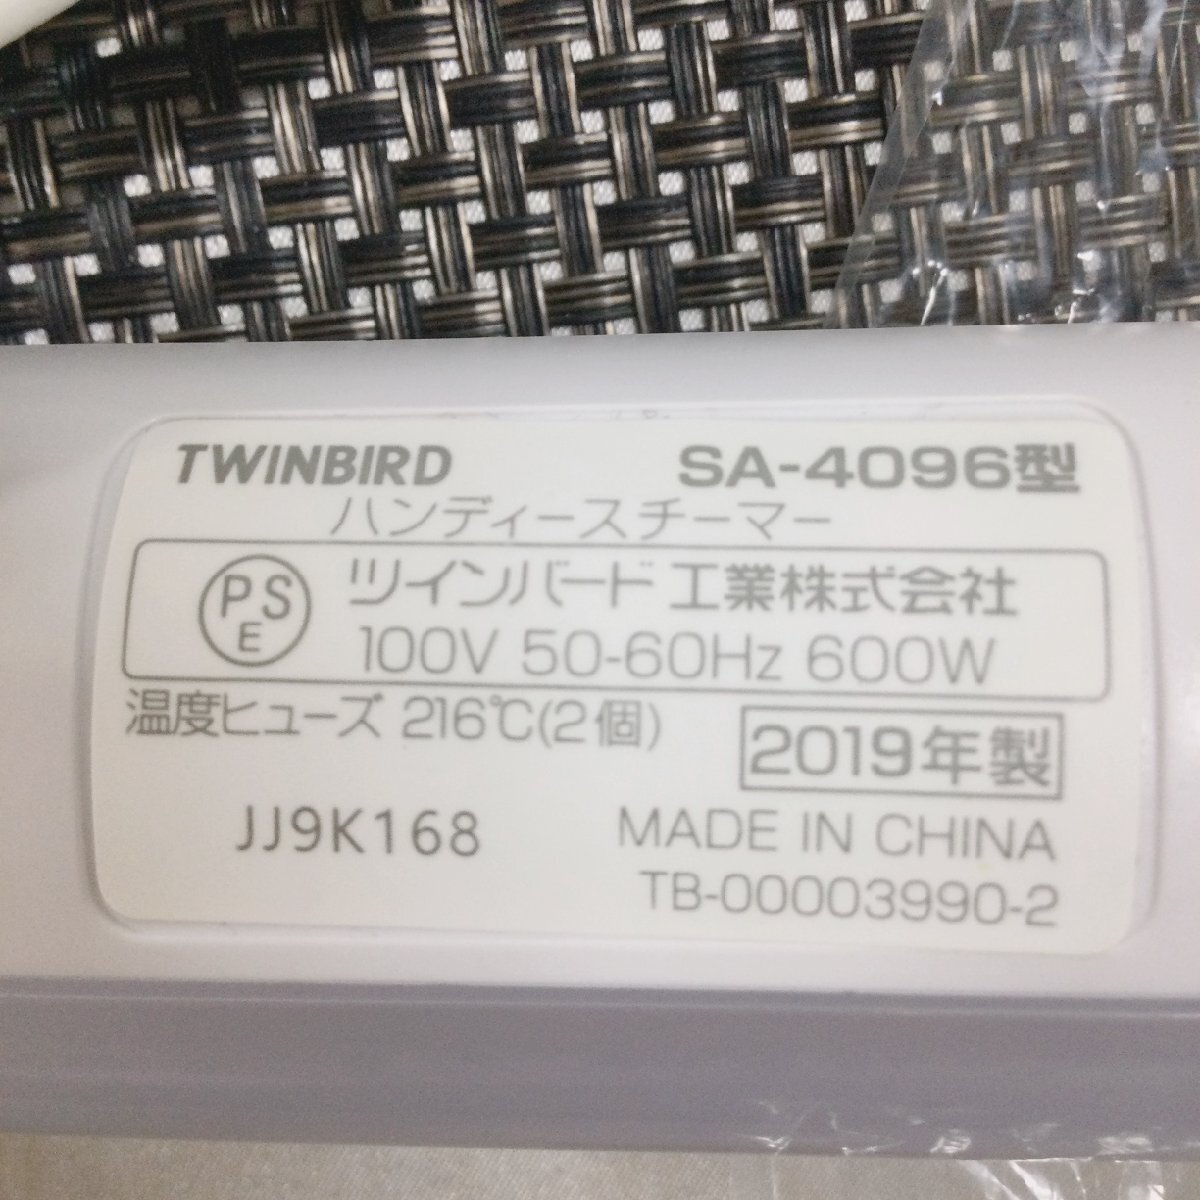 TWINBIRD SA-4096型
ハンディースチーマー
PSE ツインバード工業株式会社
100V 50-60Hz 600W
温度ヒューズ 216℃(2個)
2019年製
JJ9K168 MADE IN CHINA
TB-00003990-2